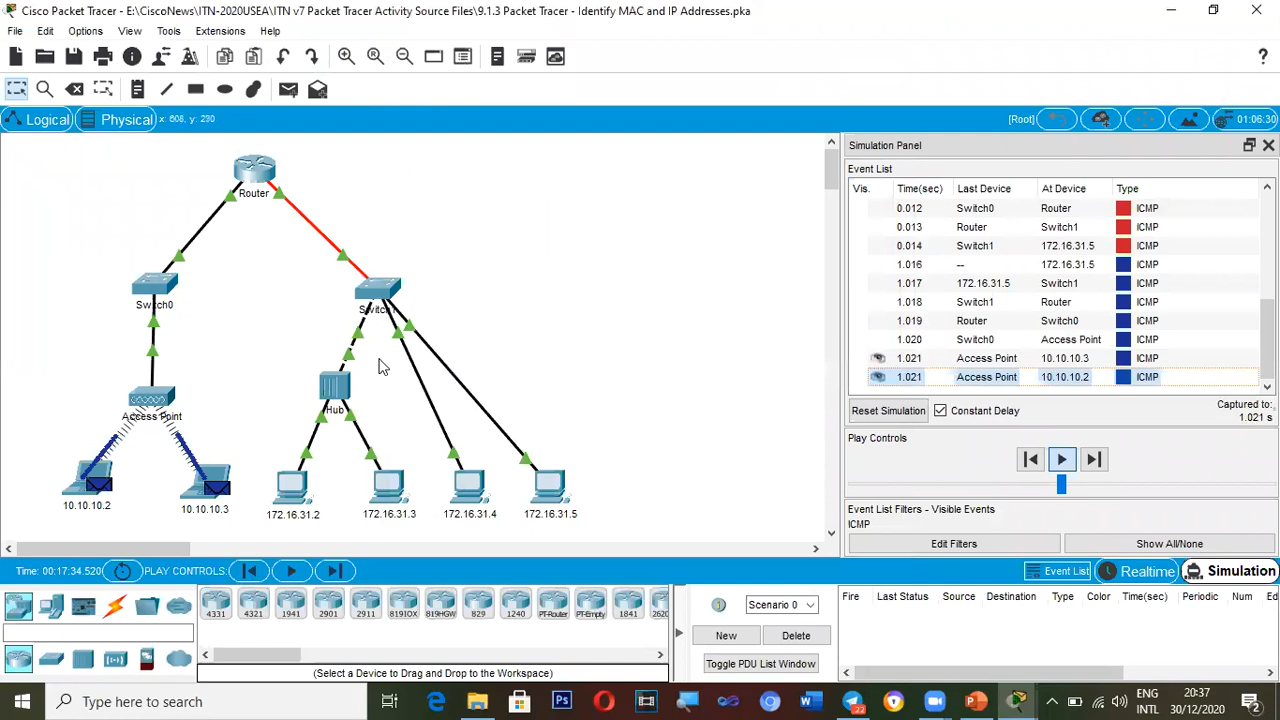 Cisco Packet Tracer - E:\CiscoNews\ITN-2020USEA\ITN v7 Packet Tracer Activity Source Files\9.1.3 Packet Tracer - Identify MAC and IP Addresses.pka
File Edit Options View Tools Extensions Help
Logical Physical x: 608, y: 230 [Root] 01:06:30
Router
Switch0
Access Point
10.10.10.2
10.10.10.3
Hub
172.16.31.2
172.16.31.3
172.16.31.4
172.16.31.5
Simulation Panel
Event List
Vis. Time(sec) Last Device At Device Type
0.012 Switch0 Router ICMP
0.013 Router Switch1 ICMP
0.014 Switch1 172.16.31.5 ICMP
1.016 -- 172.16.31.5 ICMP
1.017 172.16.31.5 Switch1 ICMP
1.018 Switch1 Router ICMP
1.019 Router Switch0 ICMP
1.020 Switch0 Access Point ICMP
1.021 Access Point 10.10.10.3 ICMP
1.021 Access Point 10.10.10.2 ICMP
Reset Simulation Constant Delay Captured to:
1.021 s
Play Controls
Event List Filters - Visible Events
ICMP
Edit Filters Show All/None
Time: 00:17:34.520 PLAY CONTROLS: Event List Realtime Simulation
4331 4321 1941 2901 2911 819IOX 819HGW 829 1240 PT-Router PT-Empty 1841
(Select a Device to Drag and Drop to the Workspace)
Scenario 0
New Delete
Toggle PDU List Window
Fire Last Status Source Destination Type Color Time(sec) Periodic Num Ed
Type here to search
22
ENG
INTL
20:37
30/12/2020
2